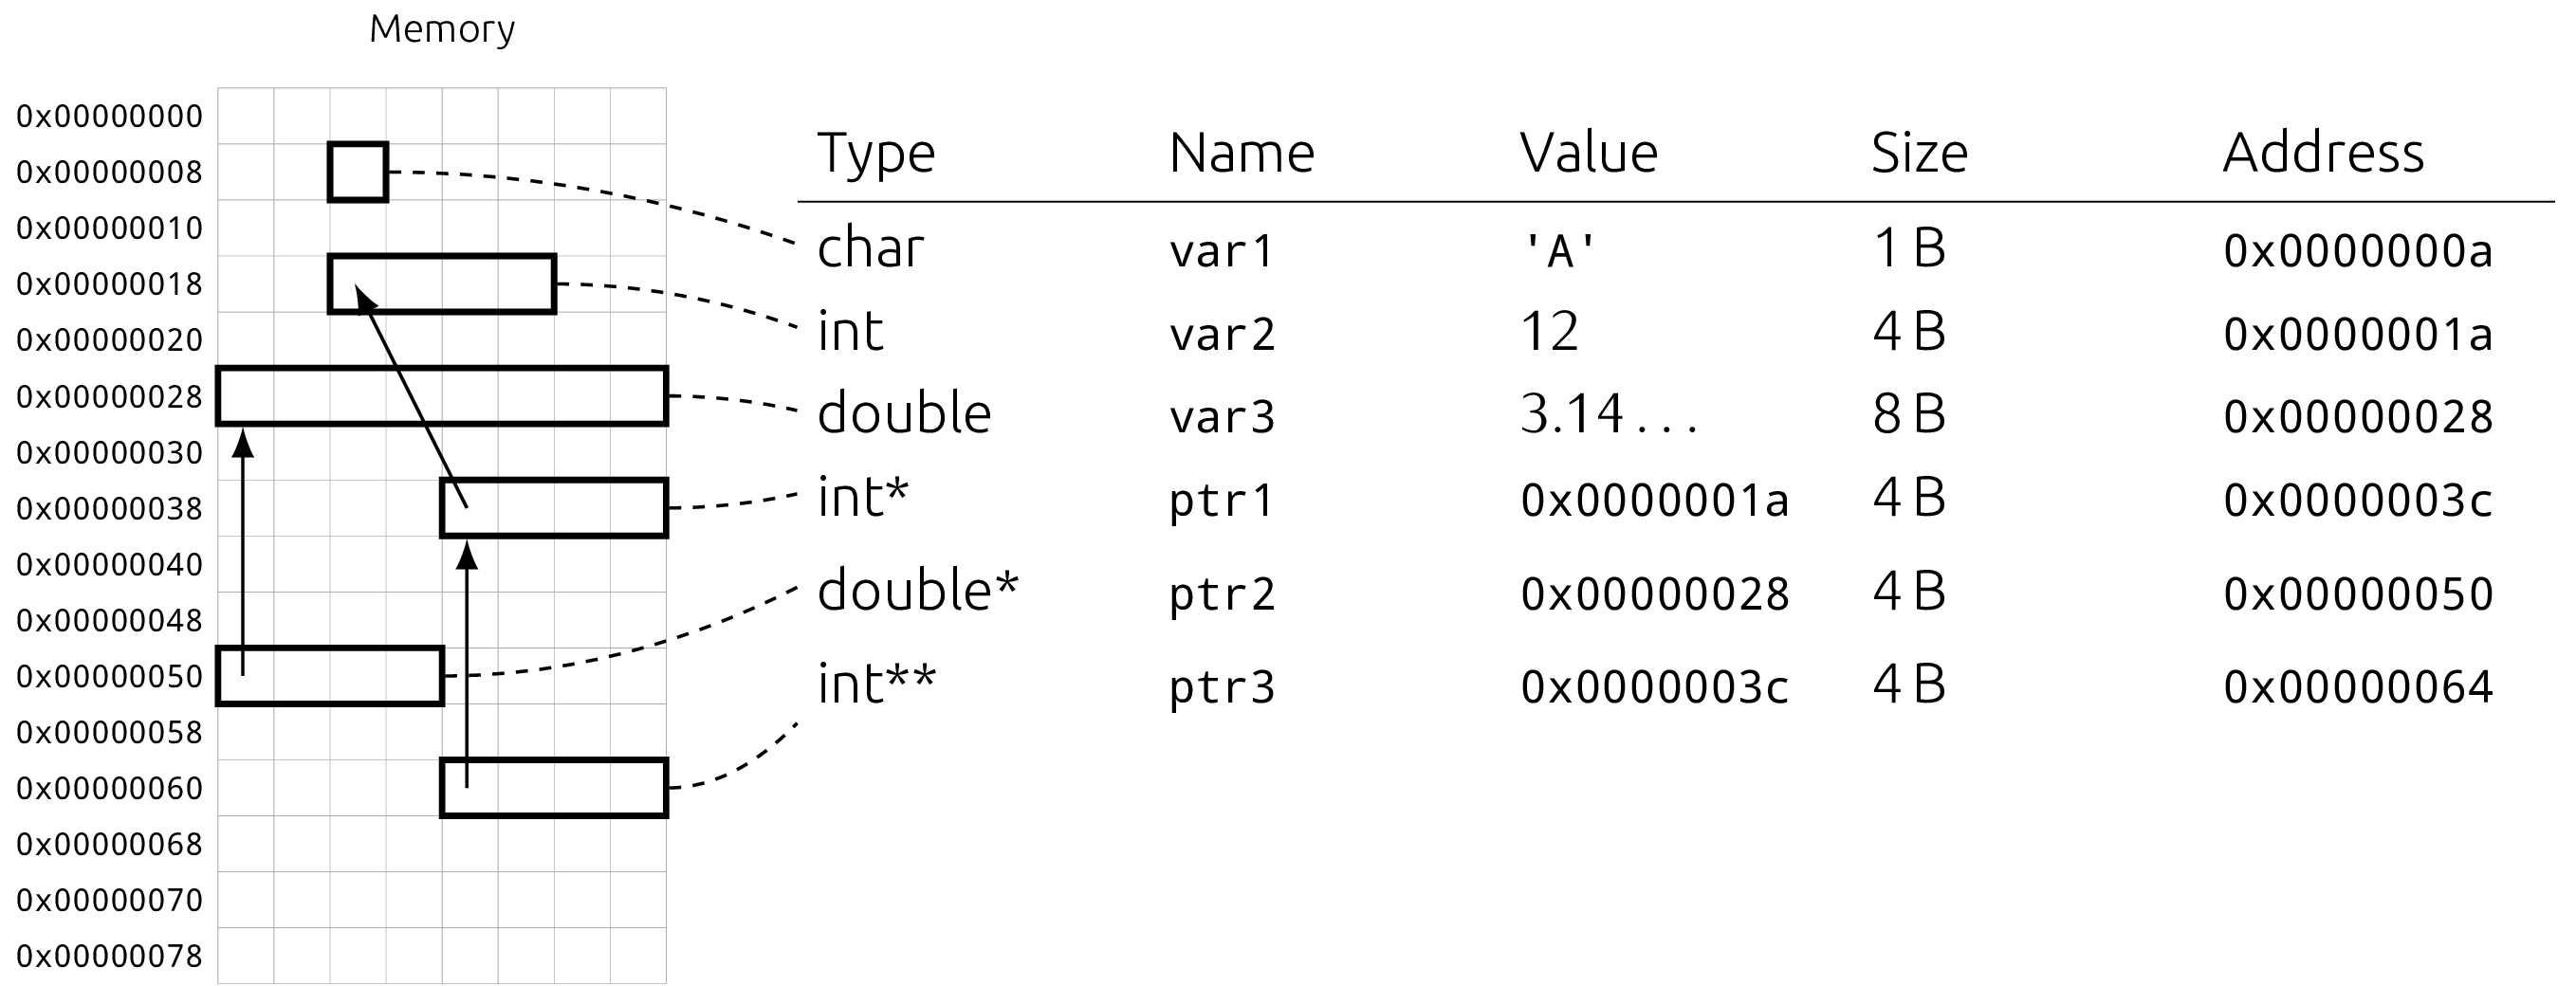 Memory
0x00000000
0x00000008
0x00000010
0x00000018
0x00000020
0x00000028
0x00000030
0x00000038
0x00000040
0x00000048
0x00000050
0x00000058
0x00000060
0x00000068
0x00000070
0x00000078
Type Name Value Size Address
char var1 'A' 1 B 0x0000000a
int var2 12 4 B 0x0000001a
double var3 3.14 . . . 8 B 0x00000028
int* ptr1 0x0000001a 4 B 0x0000003c
double* ptr2 0x00000028 4 B 0x00000050
int** ptr3 0x0000003c 4 B 0x00000064